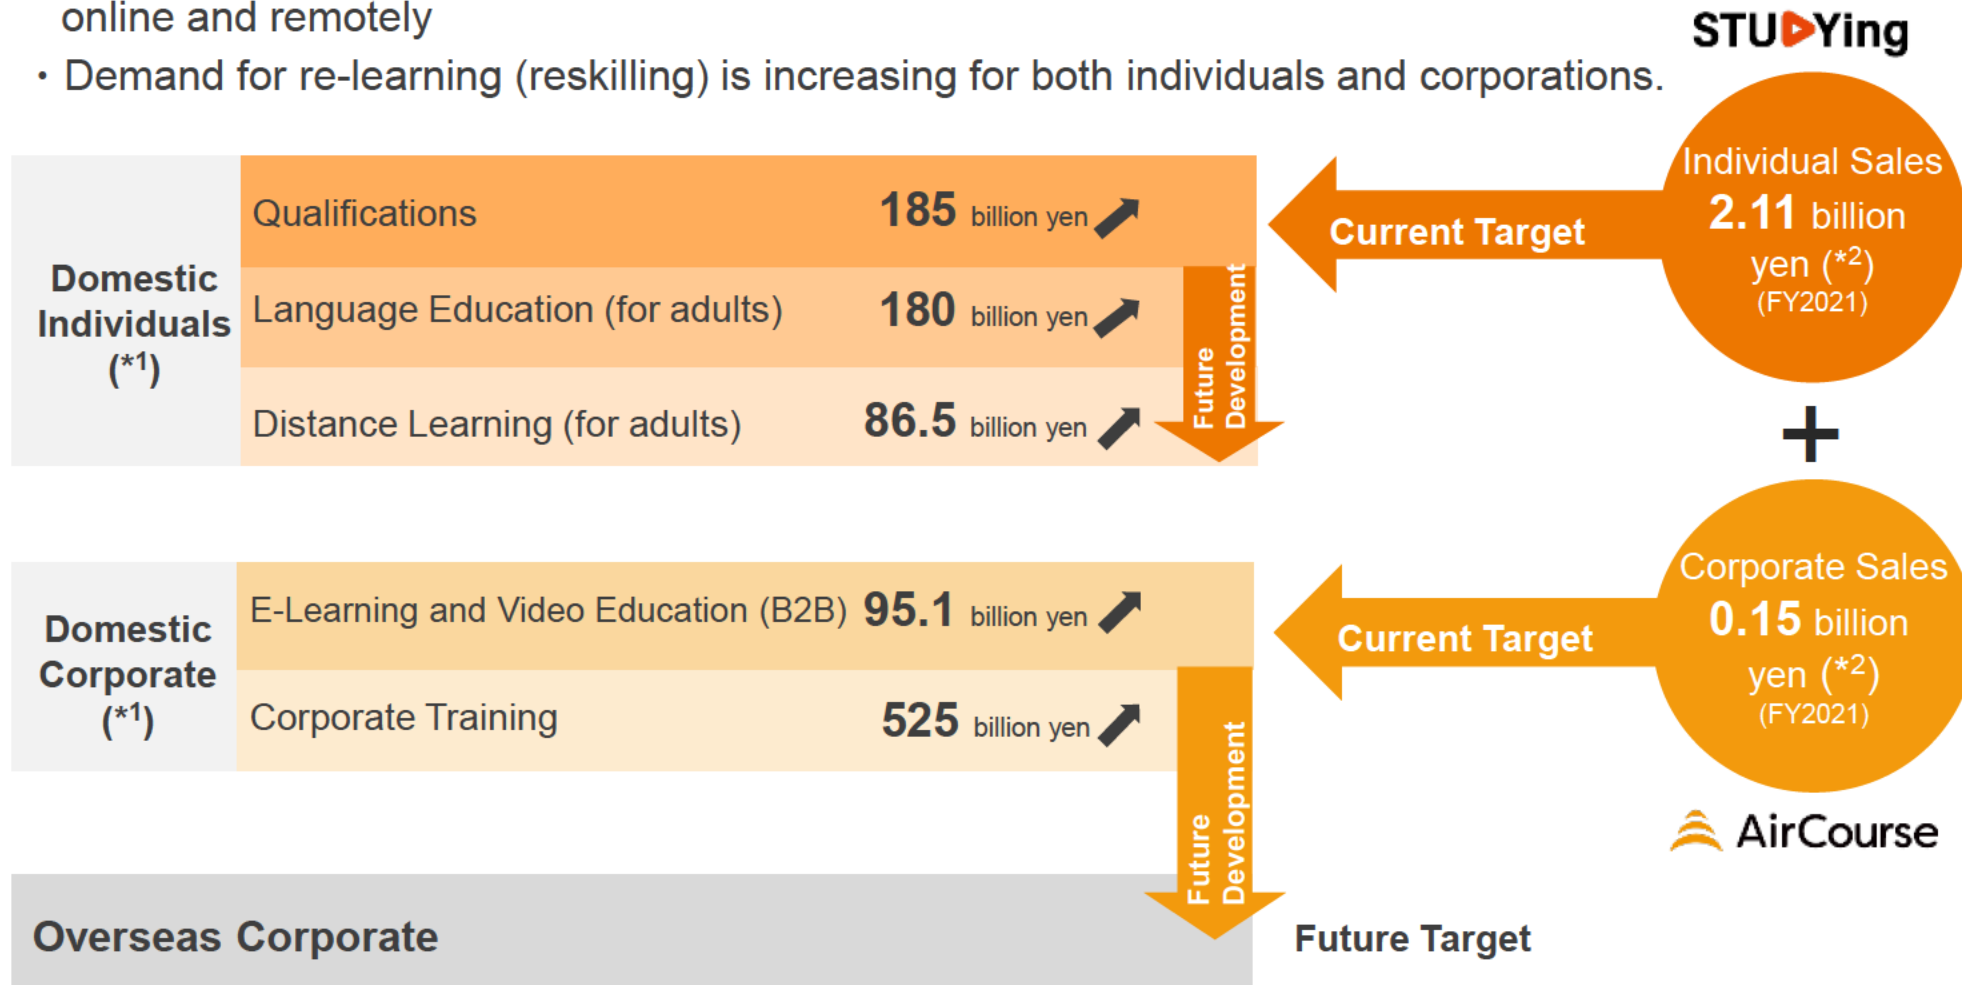 online and remotely
・Demand for re-learning (reskilling) is increasing for both individuals and corporations.
STUDYing
Domestic
Individuals
(*1)
Qualifications 185 billion yen
Language Education (for adults) 180 billion yen
Distance Learning (for adults) 86.5 billion yen
Future
Development
Current Target
Individual Sales
2.11 billion
yen (*2)
(FY2021)
+
Domestic
Corporate
(*1)
E-Learning and Video Education (B2B) 95.1 billion yen
Corporate Training 525 billion yen
Future
Development
Current Target
Corporate Sales
0.15 billion
yen (*2)
(FY2021)
AirCourse
Overseas Corporate
Future Target